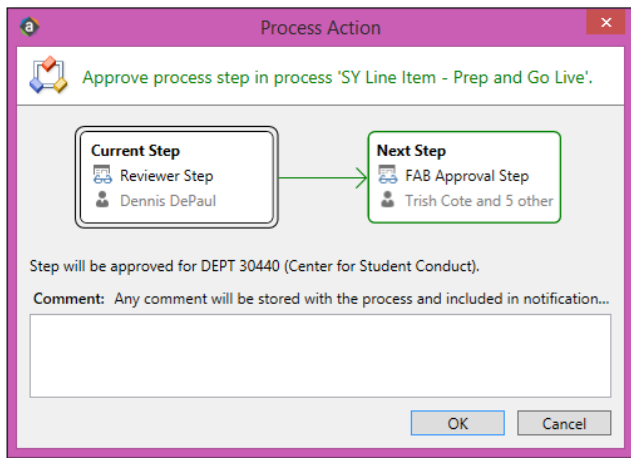 Process Action
Approve process step in process 'SY Line Item - Prep and Go Live'.
Current Step
Reviewer Step
Dennis DePaul
Next Step
FAB Approval Step
Trish Cote and 5 other
Step will be approved for DEPT 30440 (Center for Student Conduct).
Comment: Any comment will be stored with the process and included in notification...
OK
Cancel